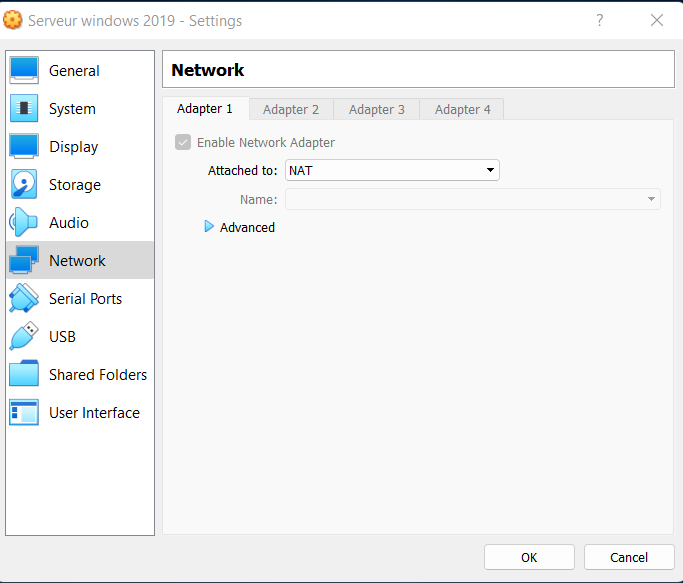 Serveur windows 2019 - Settings
?
General
System
Display
Storage
Audio
Network
Serial Ports
USB
Shared Folders
User Interface
Network
Adapter 1
Adapter 2
Adapter 3
Adapter 4
Enable Network Adapter
Attached to: NAT
Name:
Advanced
OK
Cancel